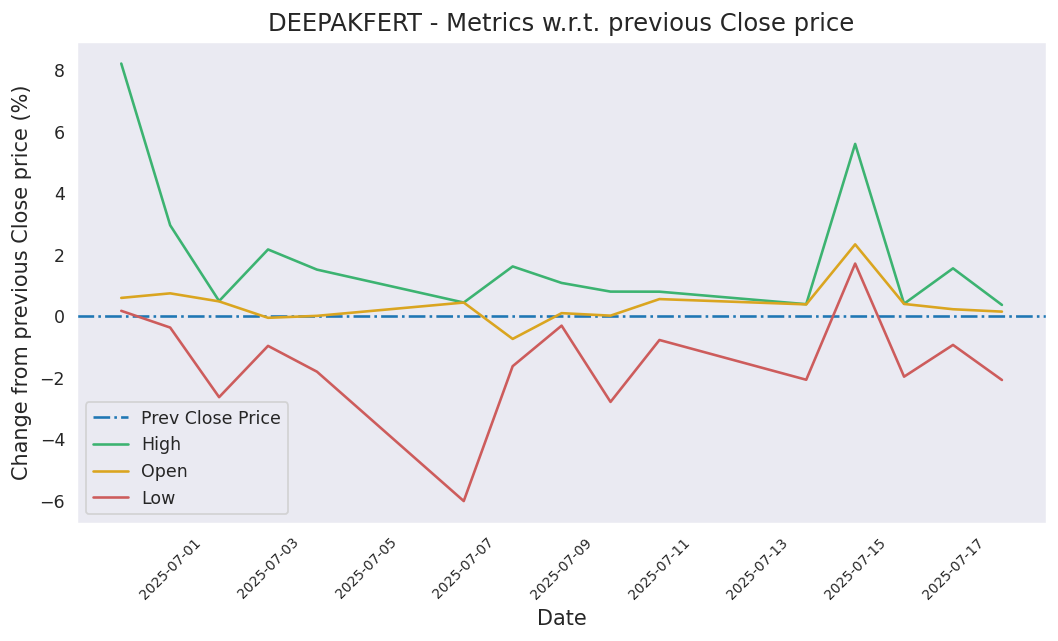 DEEPAKFERT - Metrics w.r.t. previous Close price
Change from previous Close price (%)
8
6
4
2
0
−2
−4
−6
Prev Close Price
High
Open
Low
2025-07-01
2025-07-03
2025-07-05
2025-07-07
2025-07-09
2025-07-11
2025-07-13
2025-07-15
2025-07-17
Date